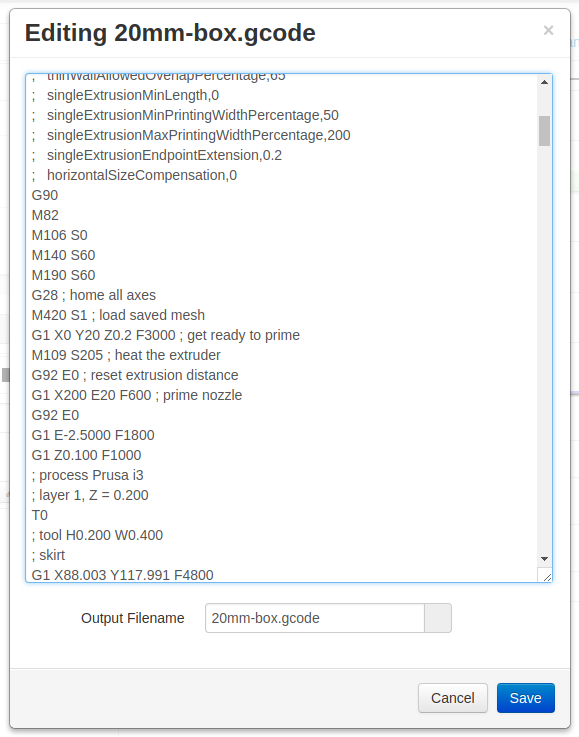 Editing 20mm-box.gcode
×
; thinWallAllowedOverlapPercentage,65
; singleExtrusionMinLength,0
; singleExtrusionMinPrintingWidthPercentage,50
; singleExtrusionMaxPrintingWidthPercentage,200
; singleExtrusionEndpointExtension,0.2
; horizontalSizeCompensation,0
G90
M82
M106 S0
M140 S60
M190 S60
G28 ; home all axes
M420 S1 ; load saved mesh
G1 X0 Y20 Z0.2 F3000 ; get ready to prime
M109 S205 ; heat the extruder
G92 E0 ; reset extrusion distance
G1 X200 E20 F600 ; prime nozzle
G92 E0
G1 E-2.5000 F1800
G1 Z0.100 F1000
; process Prusa i3
; layer 1, Z = 0.200
T0
; tool H0.200 W0.400
; skirt
G1 X88.003 Y117.991 F4800
Output Filename
20mm-box.gcode
Cancel
Save